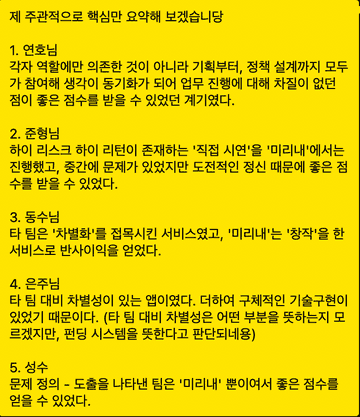 제 주관적으로 핵심만 요약해 보겠습니당
1. 연호님
각자 역할에만 의존한 것이 아니라 기획부터, 정책 설계까지 모두
가 참여해 생각이 동기화가 되어 업무 진행에 대해 차질이 없던
점이 좋은 점수를 받을 수 있었던 계기였다.
2. 준형님
하이 리스크 하이 리턴이 존재하는 '직접 시연'을 '미리내'에서는
진행했고, 중간에 문제가 있었지만 도전적인 정신 때문에 좋은 점
수를 받을 수 있었다.
3. 동수님
타 팀은 '차별화'를 접목시킨 서비스였고, '미리내'는 '창작'을 한
서비스로 반사이익을 얻었다.
4. 은주님
타 팀 대비 차별성이 있는 앱이였다. 더하여 구체적인 기술구현이
있었기 때문이다. (타 팀 대비 차별성은 어떤 부분을 뜻하는지 모
르겠지만, 펀딩 시스템을 뜻한다고 판단되네용)
5. 성수
문제 정의 - 도출을 나타낸 팀은 '미리내' 뿐이여서 좋은 점수를
얻을 수 있었다.